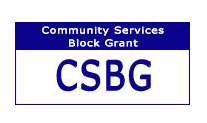 Community Services
Block Grant
CSBG